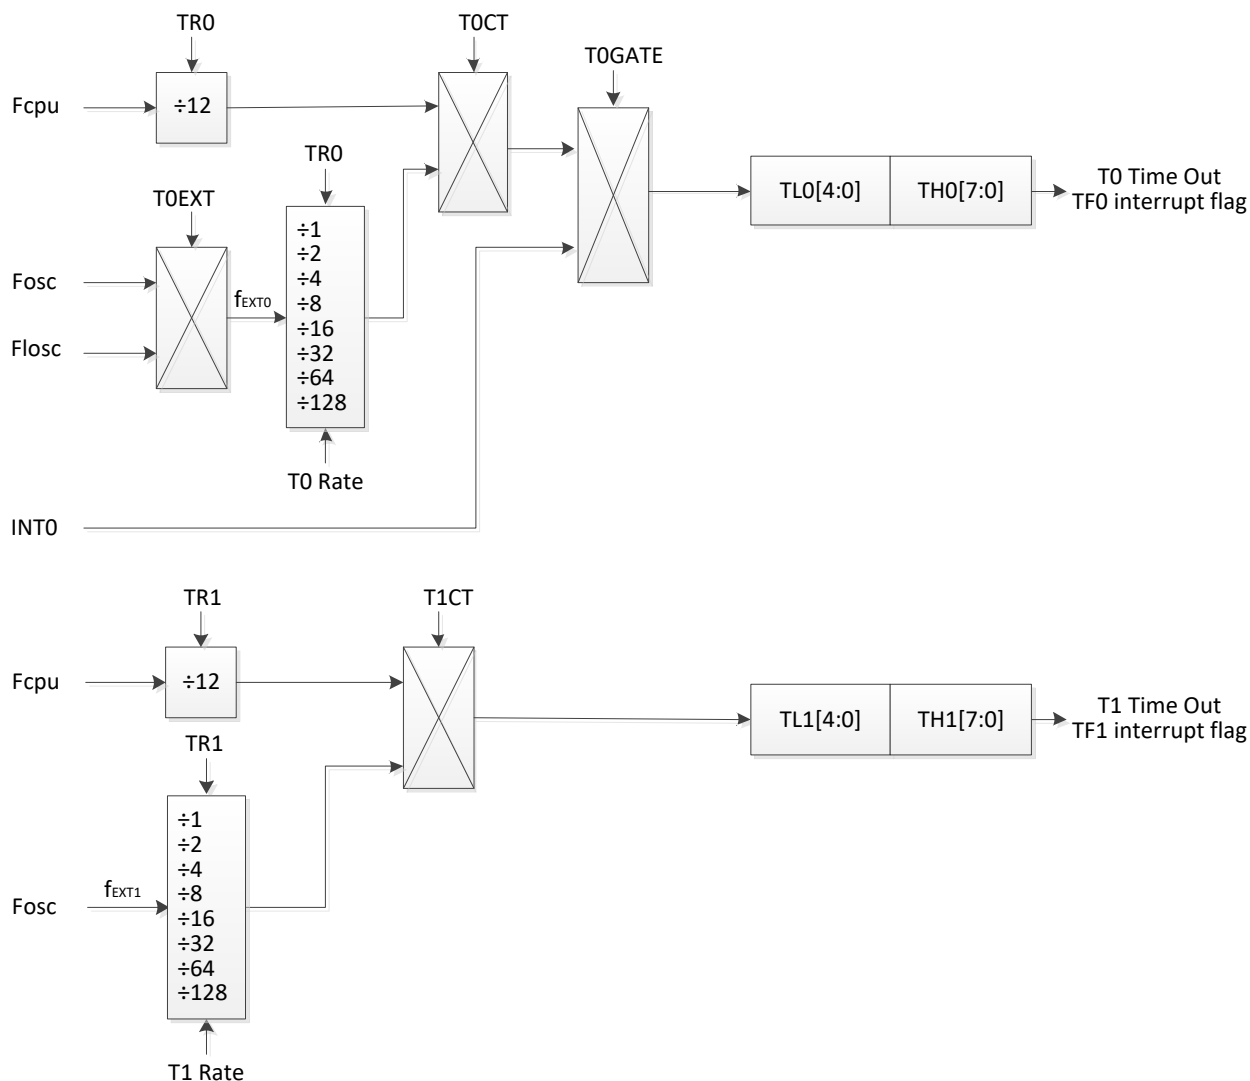 TR0
T0CT
T0GATE
Fcpu
÷12
TR0
T0EXT
TL0[4:0]
TH0[7:0]
T0 Time Out
TF0 interrupt flag
÷1
÷2
÷4
÷8
÷16
÷32
÷64
÷128
Fosc
fEXT0
Flosc
T0 Rate
INT0
TR1
T1CT
Fcpu
÷12
TL1[4:0]
TH1[7:0]
T1 Time Out
TF1 interrupt flag
TR1
÷1
÷2
÷4
÷8
÷16
÷32
÷64
÷128
Fosc
fEXT1
T1 Rate